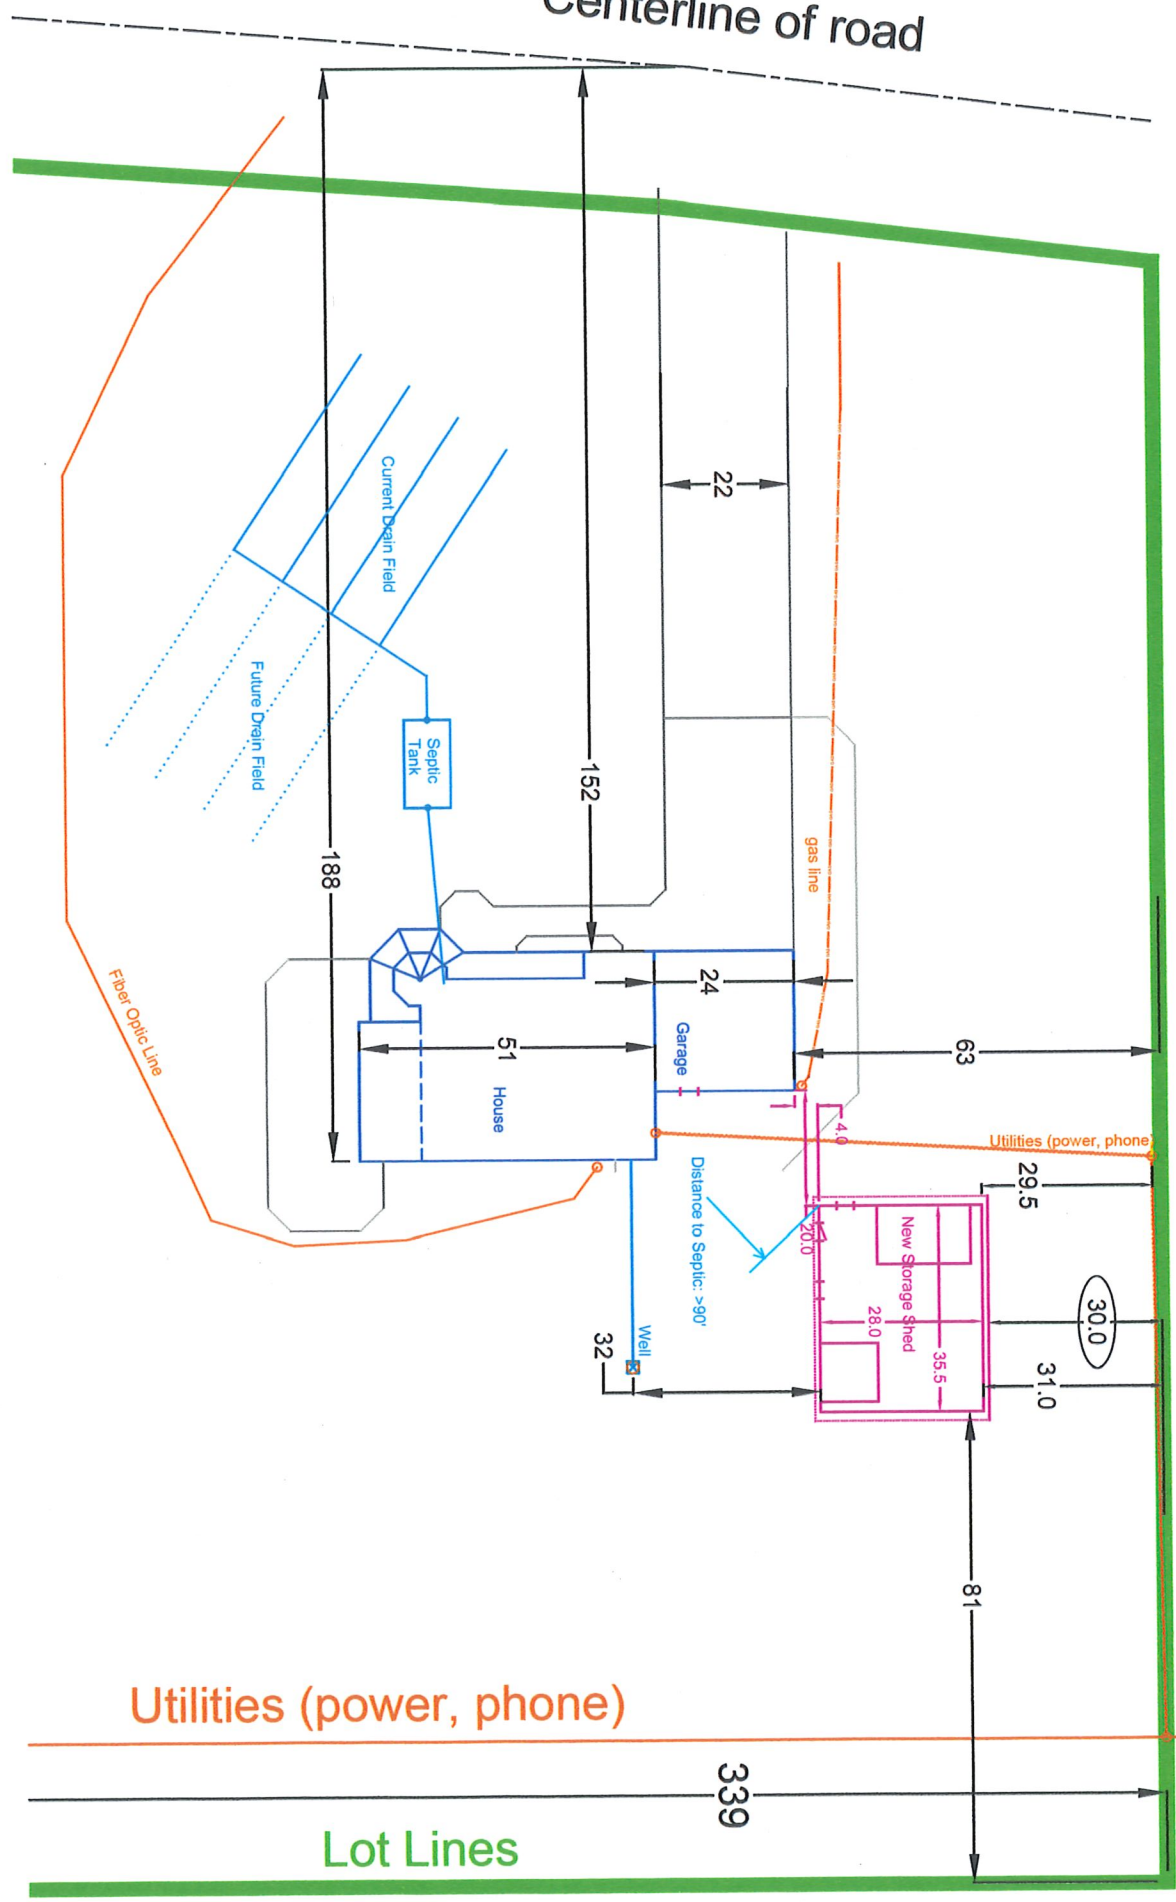 Centerline of road
22
Current Drain Field
Future Drain Field
Septic
Tank
152
188
gas line
Fiber Optic Line
24
Garage
51
House
63
4.0
Utilities (power, phone)
29.5
Distance to Septic: >90'
20.0
New Storage Shed
28.0
35.5
30.0
31.0
Well
32
81
Utilities (power, phone)
339
Lot Lines